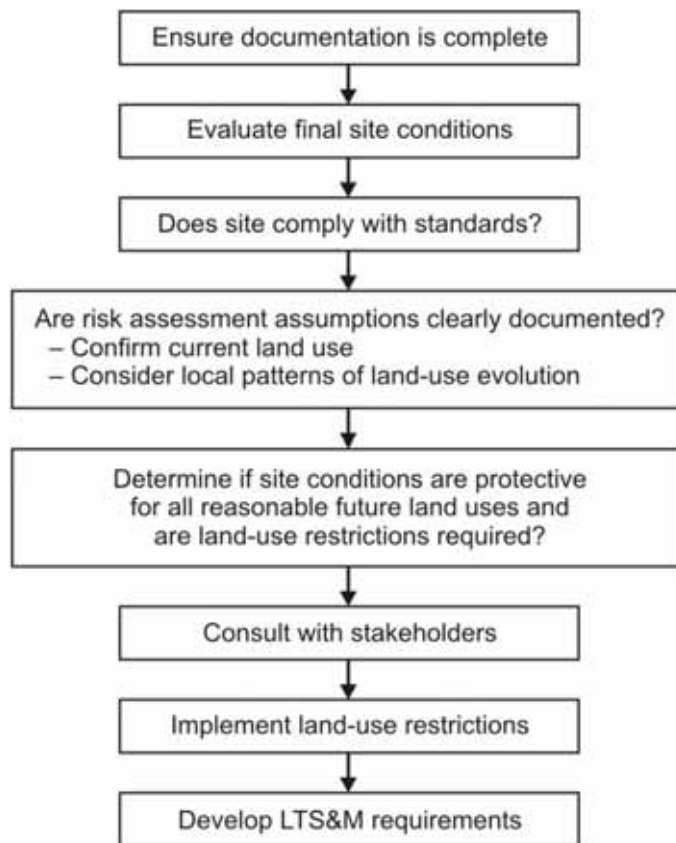 Ensure documentation is complete
Evaluate final site conditions
Does site comply with standards?
Are risk assessment assumptions clearly documented?
– Confirm current land use
– Consider local patterns of land-use evolution
Determine if site conditions are protective
for all reasonable future land uses and
are land-use restrictions required?
Consult with stakeholders
Implement land-use restrictions
Develop LTS&M requirements